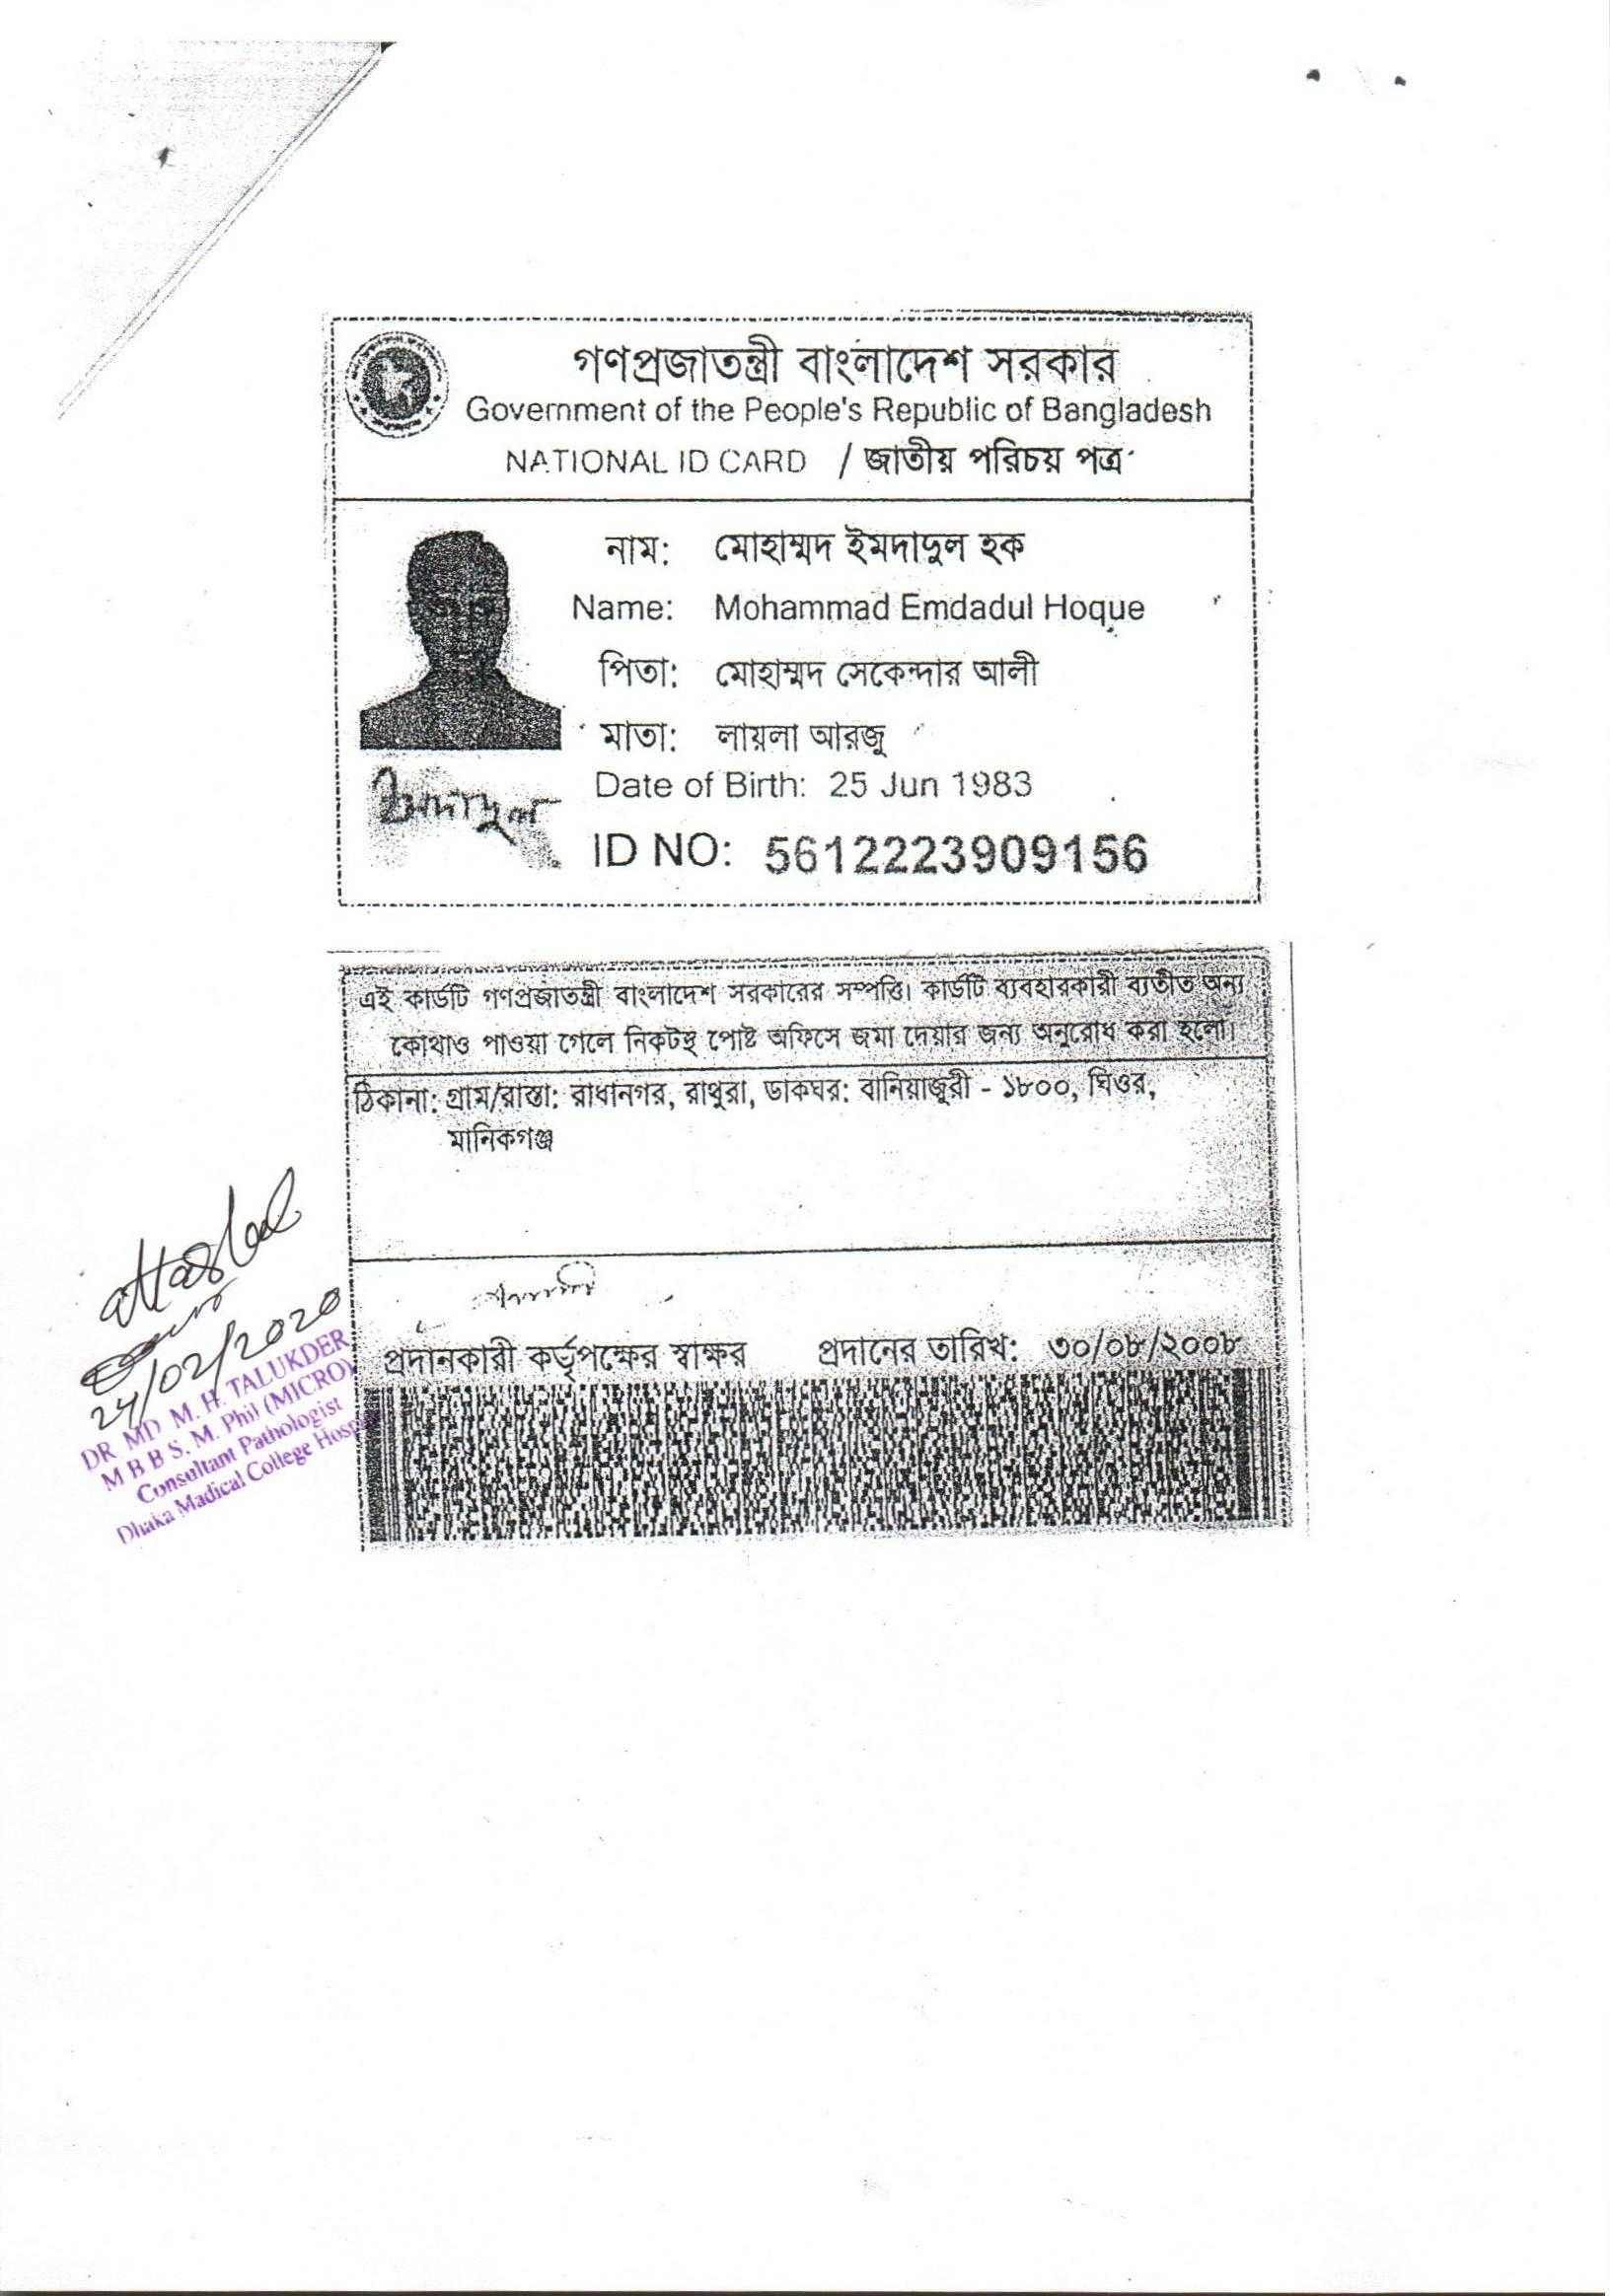 গণপ্রজাতন্ত্রী বাংলাদেশ সরকার
Government of the People's Republic of Bangladesh
NATIONAL ID CARD / জাতীয় পরিচয় পত্র
নাম: মোহাম্মদ ইমদাদুল হক
Name: Mohammad Emdadul Hoque
পিতা: মোহাম্মদ সেকেন্দার আলী
মাতা: লায়লা আরজু
Date of Birth: 25 Jun 1983
ইমদাদুল
ID NO: 5612223909156
এই কার্ডটি গণপ্রজাতন্ত্রী বাংলাদেশ সরকারের সম্পত্তি। কার্ডটি ব্যবহারকারী ব্যতীত অন্য
কোথাও পাওয়া গেলে নিকটস্থ পোষ্ট অফিসে জমা দেয়ার জন্য অনুরোধ করা হলো।
ঠিকানা: গ্রাম/রাস্তা: রাধানগর, রাথুরা, ডাকঘর: বানিয়াজুরী - ১৮০০, ঘিওর,
মানিকগঞ্জ
প্রদানকারী কর্তৃপক্ষের স্বাক্ষর প্রদানের তারিখ: ৩০/০৮/২০০৮
attested
24/02/2020
DR MD M. H. TALUKDER
M B B S. M. Phil (MICRO)
Consultant Pathologist
Dhaka Madical College